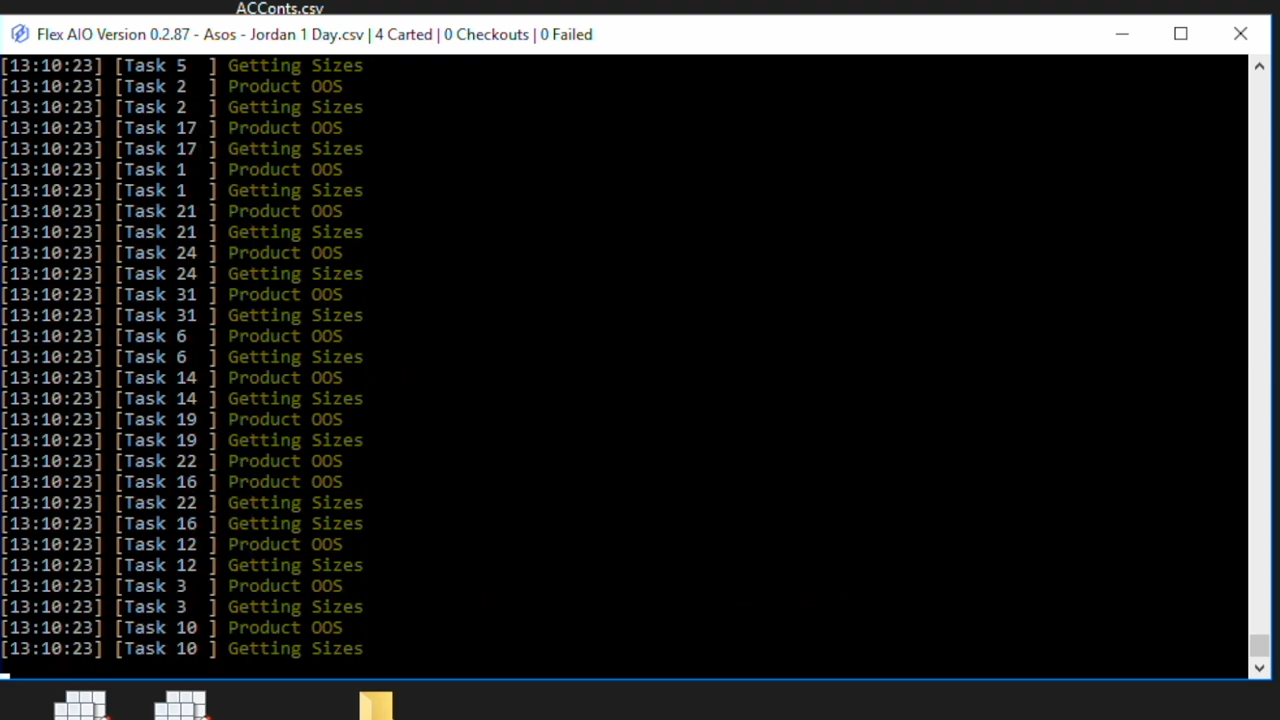 ACConts.csv
Flex AIO Version 0.2.87 - Asos - Jordan 1 Day.csv | 4 Carted | 0 Checkouts | 0 Failed
[13:10:23] [Task 5  ] Getting Sizes
[13:10:23] [Task 2  ] Product OOS
[13:10:23] [Task 2  ] Getting Sizes
[13:10:23] [Task 17 ] Product OOS
[13:10:23] [Task 17 ] Getting Sizes
[13:10:23] [Task 1  ] Product OOS
[13:10:23] [Task 1  ] Getting Sizes
[13:10:23] [Task 21 ] Product OOS
[13:10:23] [Task 21 ] Getting Sizes
[13:10:23] [Task 24 ] Product OOS
[13:10:23] [Task 24 ] Getting Sizes
[13:10:23] [Task 31 ] Product OOS
[13:10:23] [Task 31 ] Getting Sizes
[13:10:23] [Task 6  ] Product OOS
[13:10:23] [Task 6  ] Getting Sizes
[13:10:23] [Task 14 ] Product OOS
[13:10:23] [Task 14 ] Getting Sizes
[13:10:23] [Task 19 ] Product OOS
[13:10:23] [Task 19 ] Getting Sizes
[13:10:23] [Task 22 ] Product OOS
[13:10:23] [Task 16 ] Product OOS
[13:10:23] [Task 22 ] Getting Sizes
[13:10:23] [Task 16 ] Getting Sizes
[13:10:23] [Task 12 ] Product OOS
[13:10:23] [Task 12 ] Getting Sizes
[13:10:23] [Task 3  ] Product OOS
[13:10:23] [Task 3  ] Getting Sizes
[13:10:23] [Task 10 ] Product OOS
[13:10:23] [Task 10 ] Getting Sizes